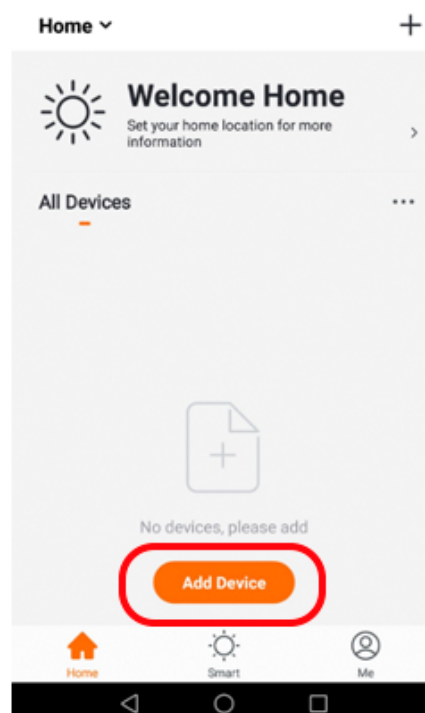 Home
Welcome Home
Set your home location for more
information
All Devices
No devices, please add
Add Device
Home
Smart
Me